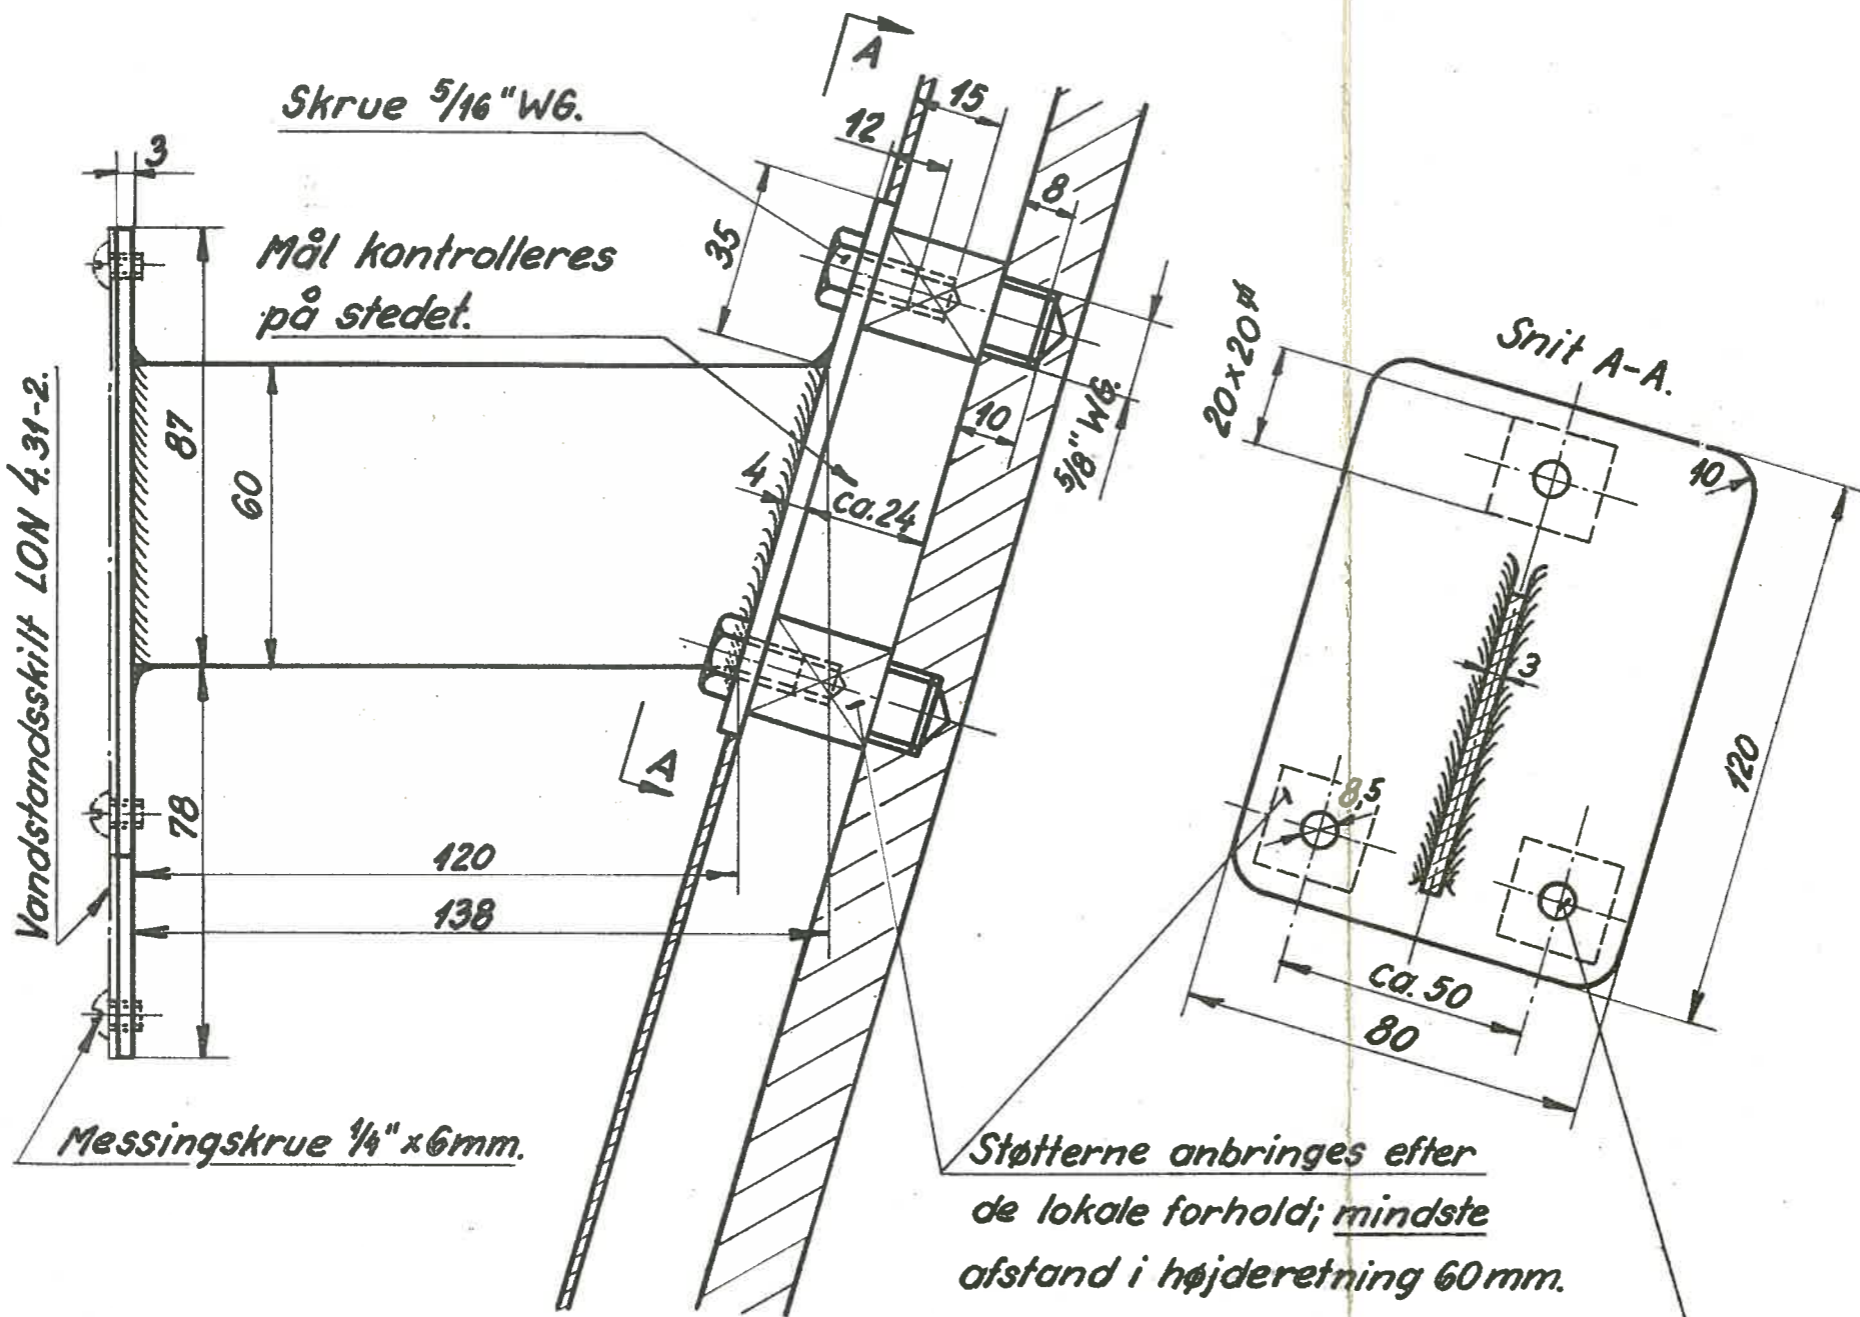 A
Skrue 5/16" WG.
15
12
3
8
35
Mål kontrolleres
på stedet.
20x20⌀
Snit A-A.
Vandstandsskilt LON 4.31-2.
87
60
10
5/8" WG.
10
4
ca. 24
3
A
78
8,5
120
120
138
ca. 50
80
Messingskrue 1/4" x 6mm.
Støtterne anbringes efter
de lokale forhold; mindste
afstand i højderetning 60mm.